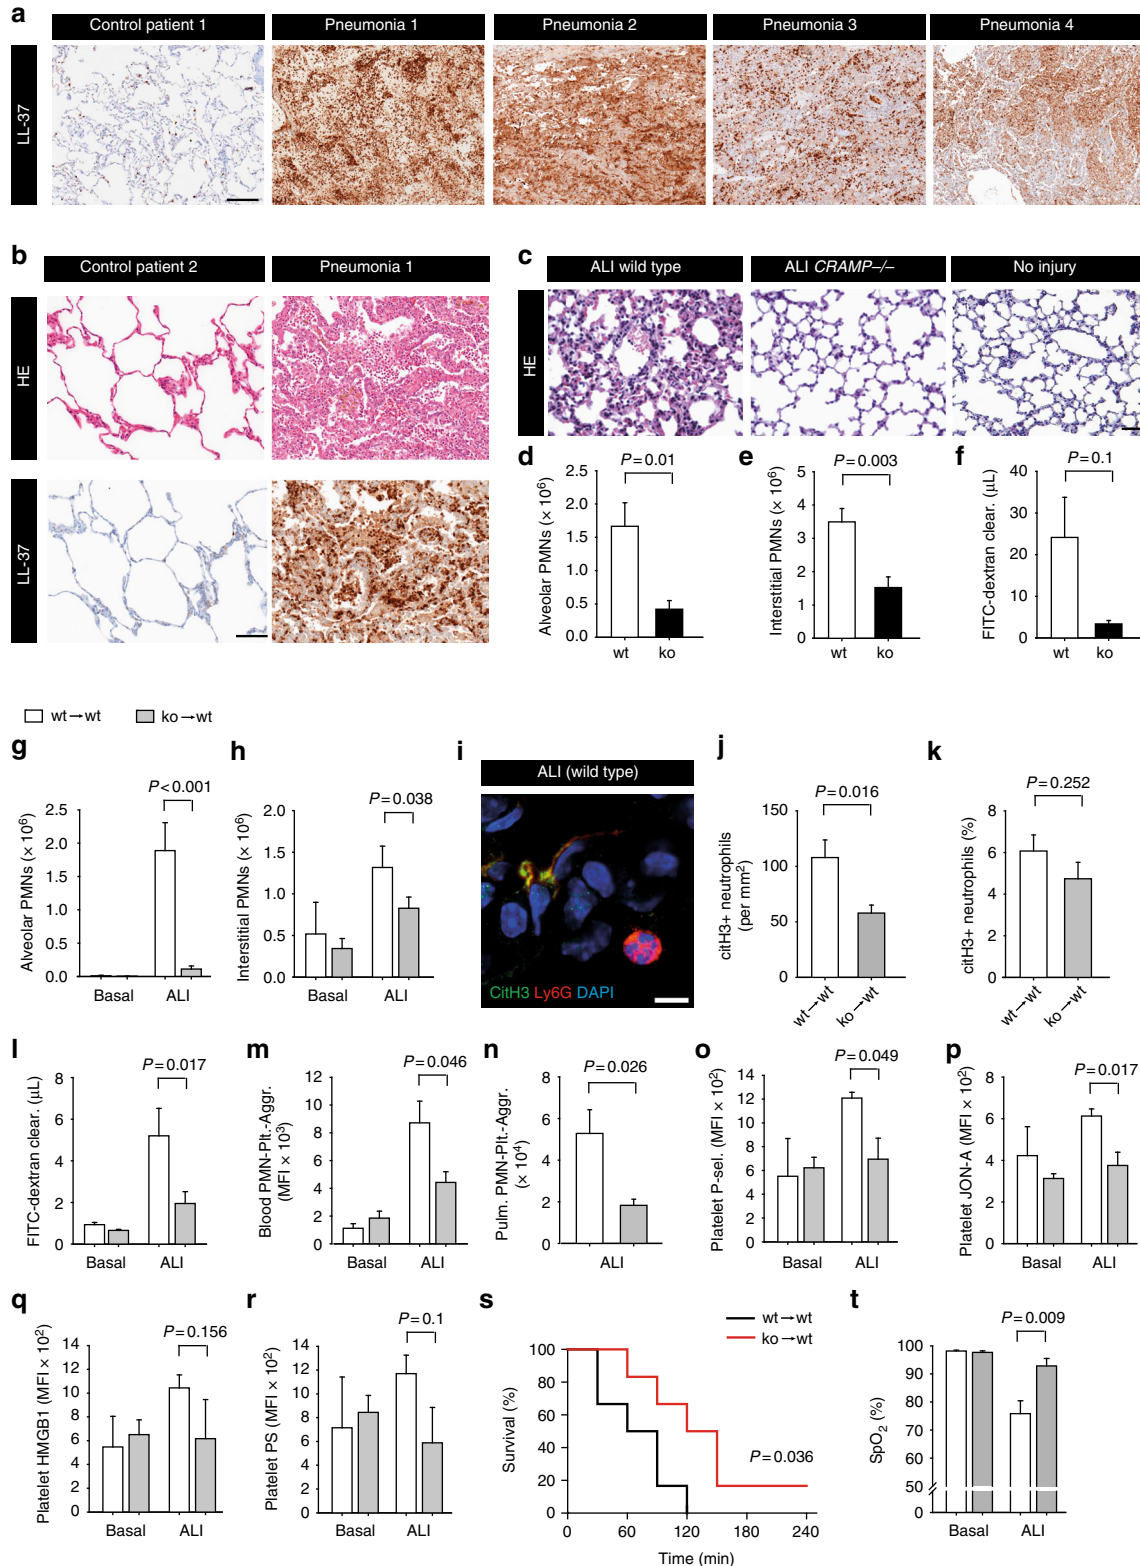 a
Control patient 1
Pneumonia 1
Pneumonia 2
Pneumonia 3
Pneumonia 4
LL-37
b
Control patient 2
Pneumonia 1
HE
LL-37
c
ALI wild type
ALI CRAMP–/–
No injury
HE
d
P = 0.01
Alveolar PMNs (× 10⁶)
2.5
2.0
1.5
1.0
0.5
0.0
wt
ko
e
P = 0.003
Interstitial PMNs (× 10⁶)
6
5
4
3
2
1
0
wt
ko
f
P = 0.1
FITC-dextran clear. (μL)
40
30
20
10
0
wt
ko
wt→wt
ko→wt
g
P < 0.001
Alveolar PMNs (× 10⁶)
2.5
2.0
1.5
1.0
0.5
0.0
Basal
ALI
h
P = 0.038
Interstitial PMNs (× 10⁶)
2.0
1.5
1.0
0.5
0.0
Basal
ALI
i
ALI (wild type)
CitH3 Ly6G DAPI
j
P = 0.016
citH3+ neutrophils
(per mm²)
150
100
50
0
wt→wt
ko→wt
k
P = 0.252
citH3+ neutrophils (%)
8
6
4
2
0
wt→wt
ko→wt
l
P = 0.017
FITC-dextran clear. (μL)
8
6
4
2
0
Basal
ALI
m
P = 0.046
Blood PMN-Plt.-Aggr.
(MFI × 10³)
12
10
8
6
4
2
0
Basal
ALI
n
P = 0.026
Pulm. PMN-Plt.-Aggr.
(× 10⁴)
8
6
4
2
0
ALI
o
P = 0.049
Platelet P-sel. (MFI × 10²)
14
12
10
8
6
4
2
0
Basal
ALI
p
P = 0.017
Platelet JON-A (MFI × 10²)
10
8
6
4
2
0
Basal
ALI
q
P = 0.156
Platelet HMGB1 (MFI × 10²)
14
12
10
8
6
4
2
0
Basal
ALI
r
P = 0.1
Platelet PS (MFI × 10²)
14
12
10
8
6
4
2
0
Basal
ALI
s
wt→wt
ko→wt
Survival (%)
100
80
60
40
20
0
P = 0.036
0
60
120
180
240
Time (min)
t
P = 0.009
SpO₂ (%)
100
90
80
70
60
50
0
Basal
ALI